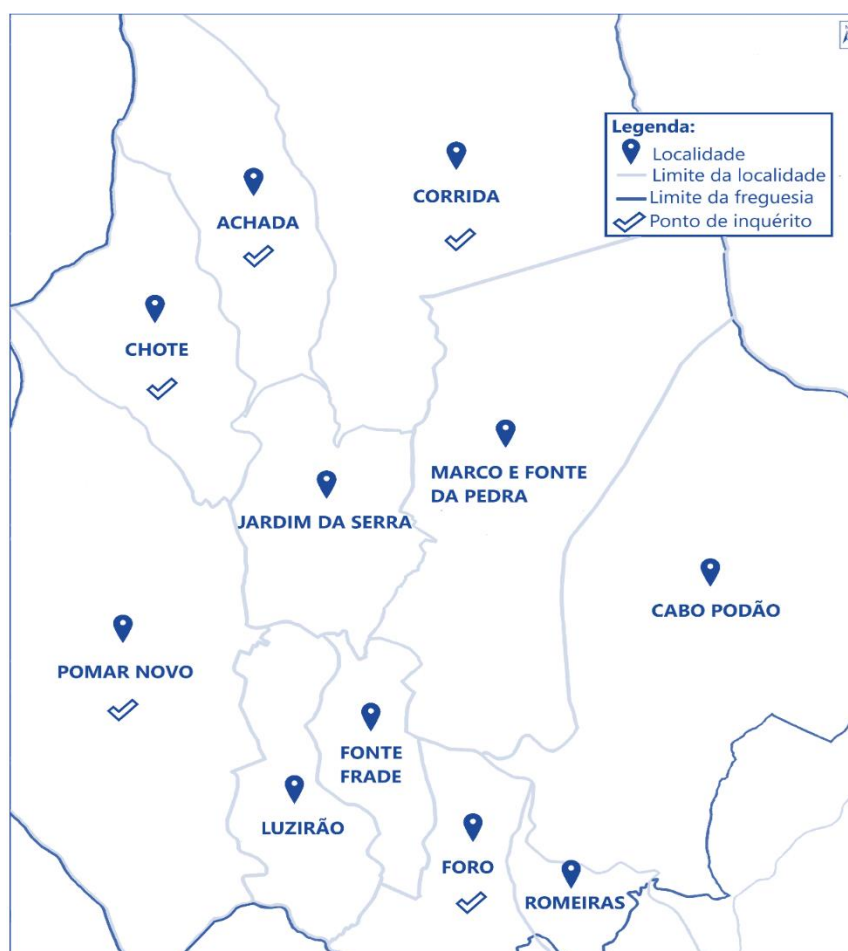 Legenda:
Localidade
Limite da localidade
Limite da freguesia
Ponto de inquérito
CORRIDA
ACHADA
CHOTE
MARCO E FONTE
DA PEDRA
JARDIM DA SERRA
CABO PODÃO
POMAR NOVO
FONTE
FRADE
LUZIRÃO
FORO
ROMEIRAS